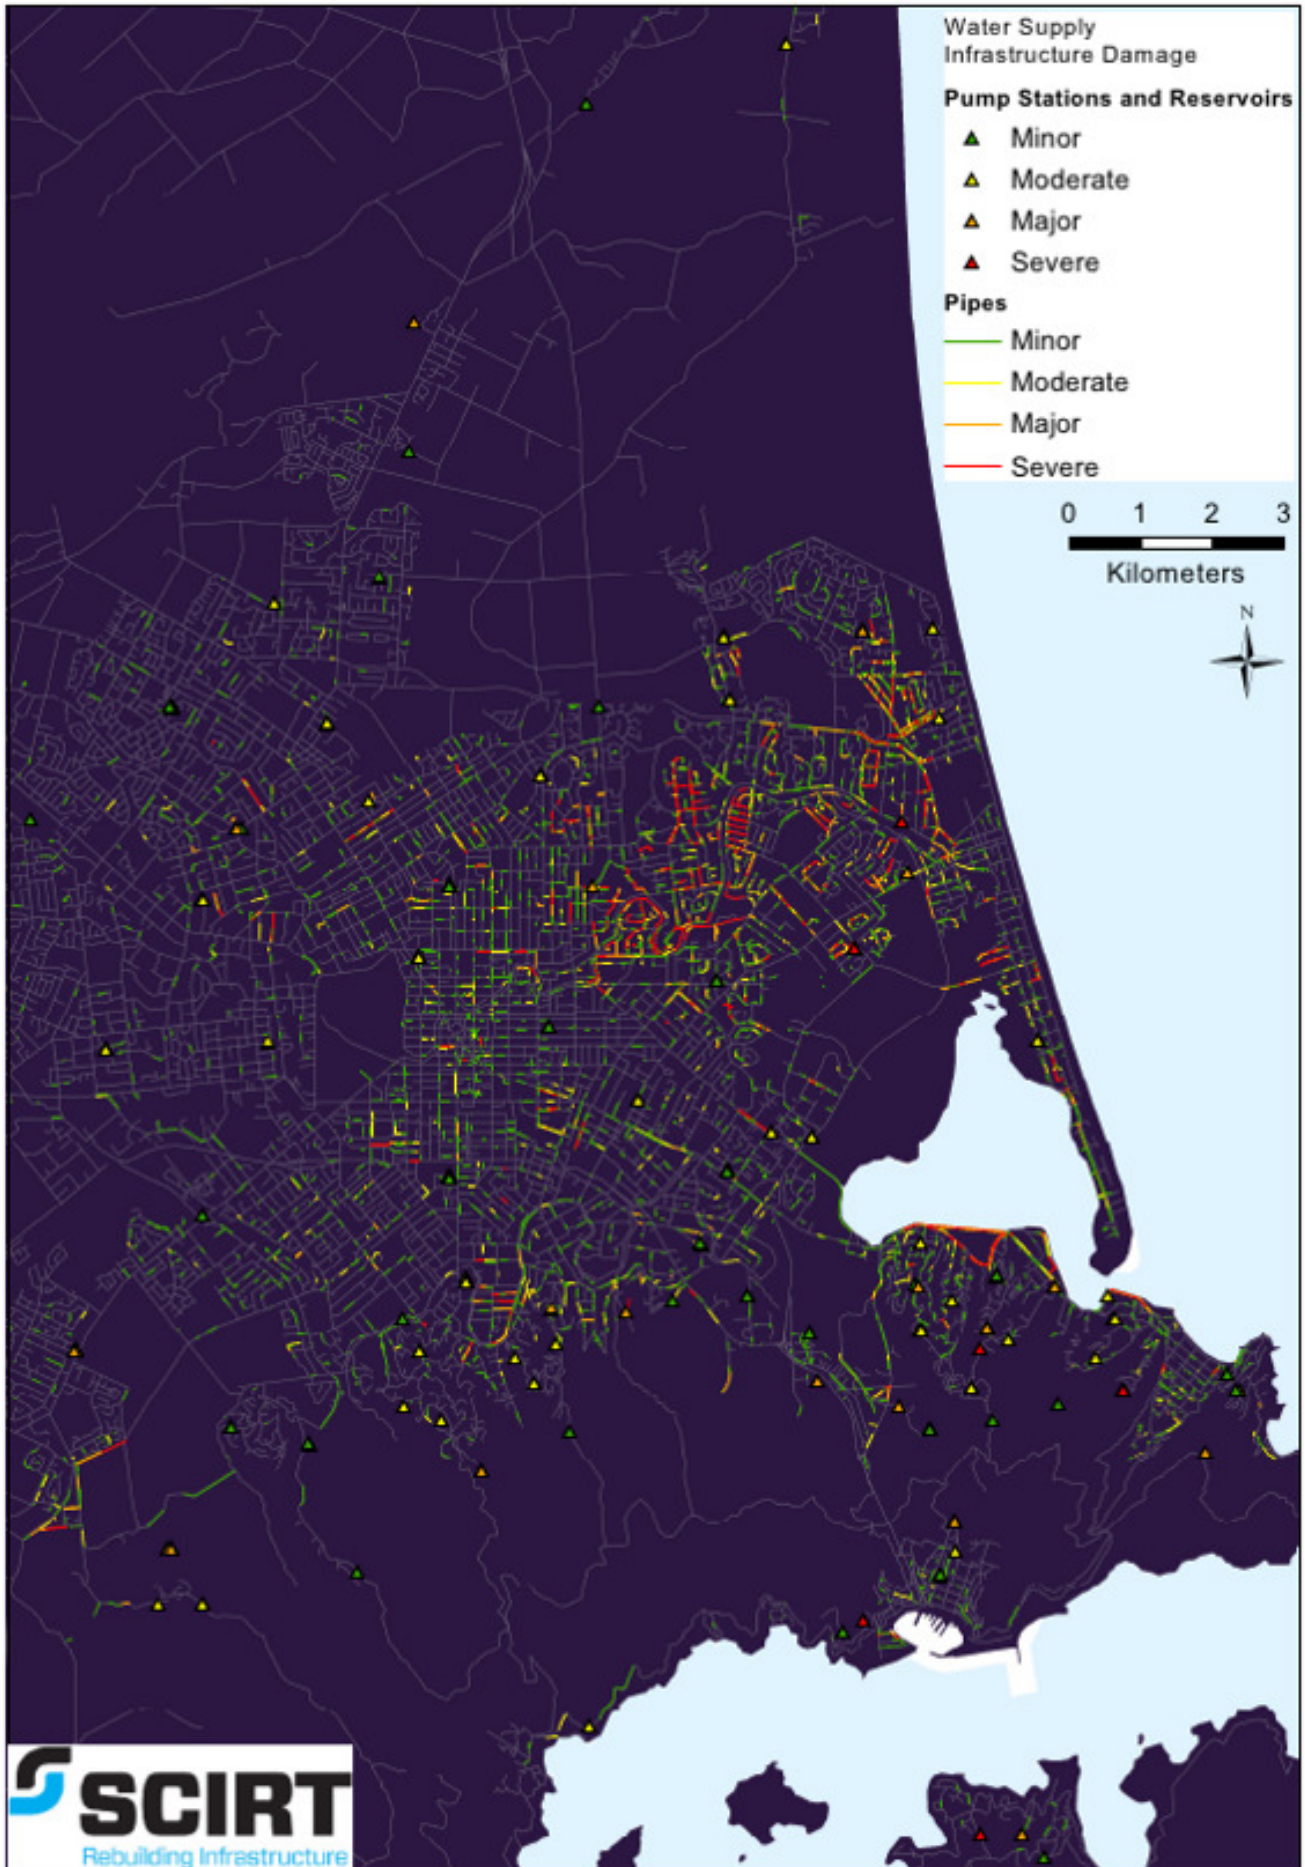 Water Supply
Infrastructure Damage
Pump Stations and Reservoirs
Minor
Moderate
Major
Severe
Pipes
Minor
Moderate
Major
Severe
0 1 2 3
Kilometers
N
SCIRT
Rebuilding Infrastructure